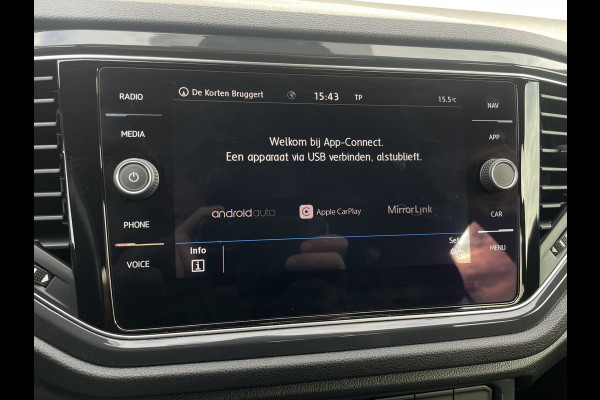 RADIO
De Korten Bruggert 15:43 TP 15.5°C
NAV
MEDIA
APP
Welkom bij App-Connect.
Een apparaat via USB verbinden, alstublieft.
androidauto Apple CarPlay MirrorLink
PHONE
CAR
Info
MENU
VOICE
i